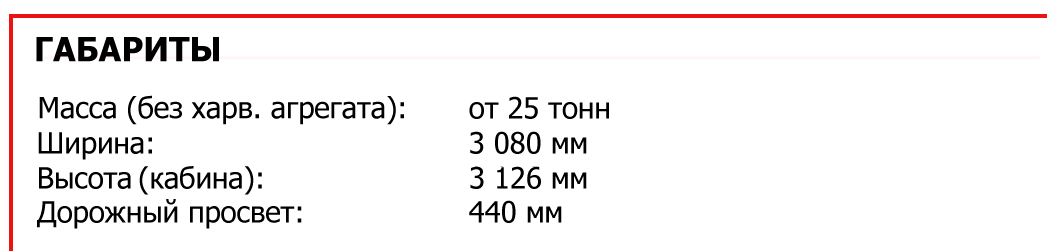 ГАБАРИТЫ
Масса (без харв. агрегата): от 25 тонн
Ширина: 3 080 мм
Высота (кабина): 3 126 мм
Дорожный просвет: 440 мм